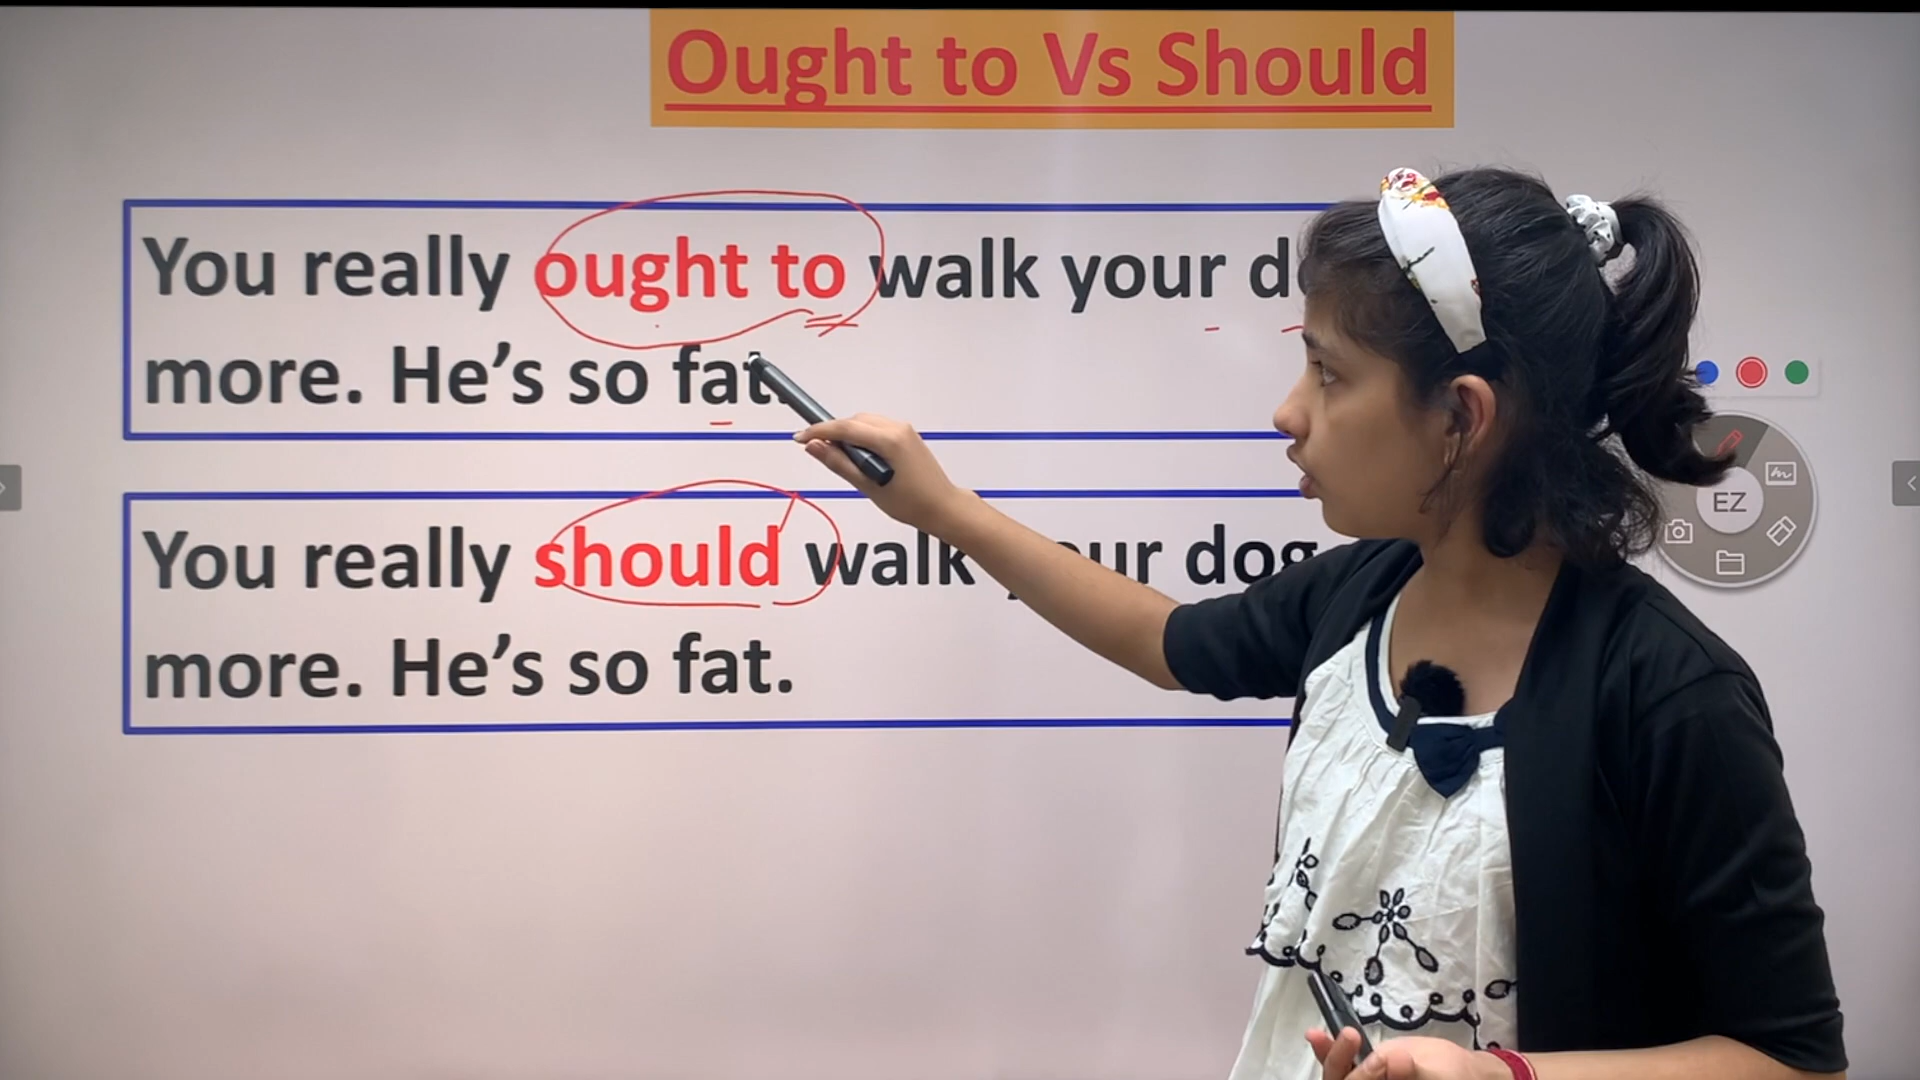 Ought to Vs Should
You really ought to walk your
more. He's so fat.
You really should walk your dog
more. He's so fat.
EZ